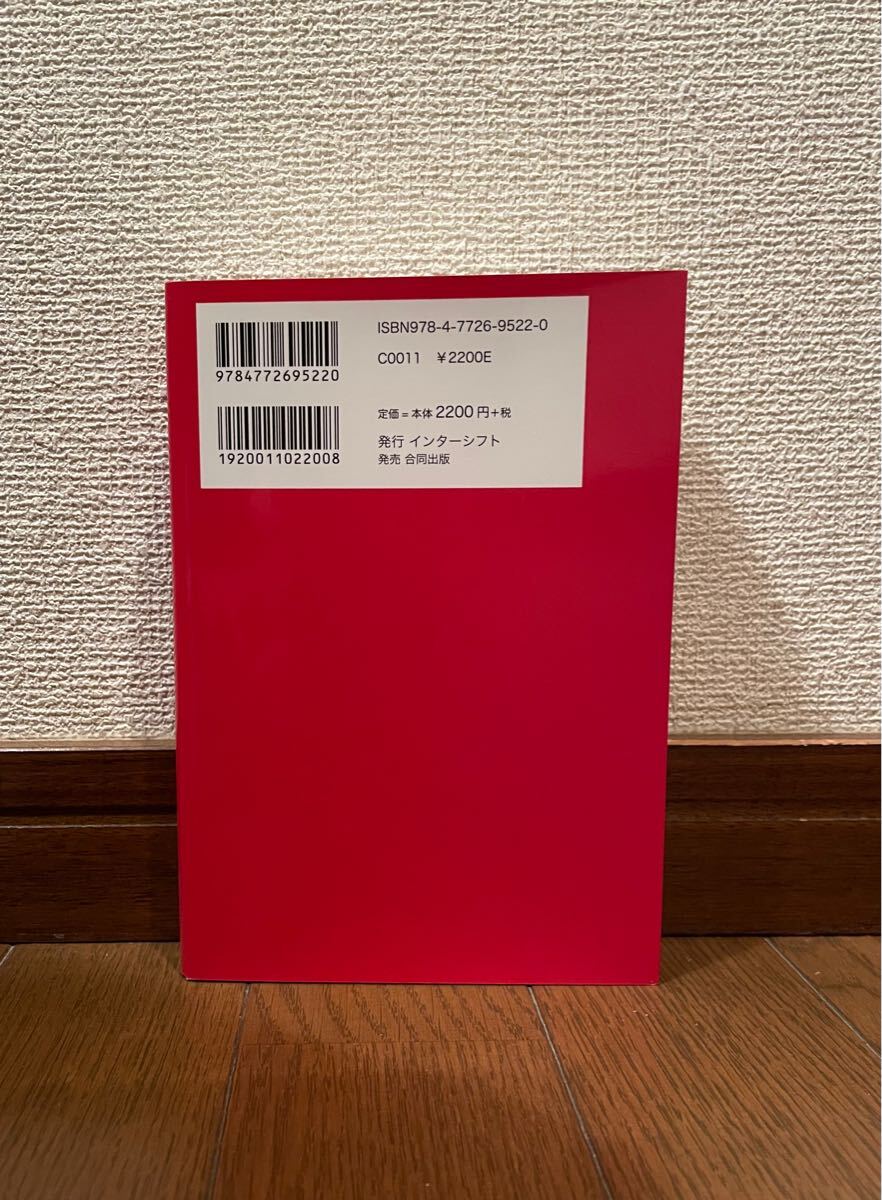 ISBN978-4-7726-9522-0
9784772695220
C0011 ¥2200E
1920011022008
定価=本体2200円+税
発行 インターシフト
発売 合同出版